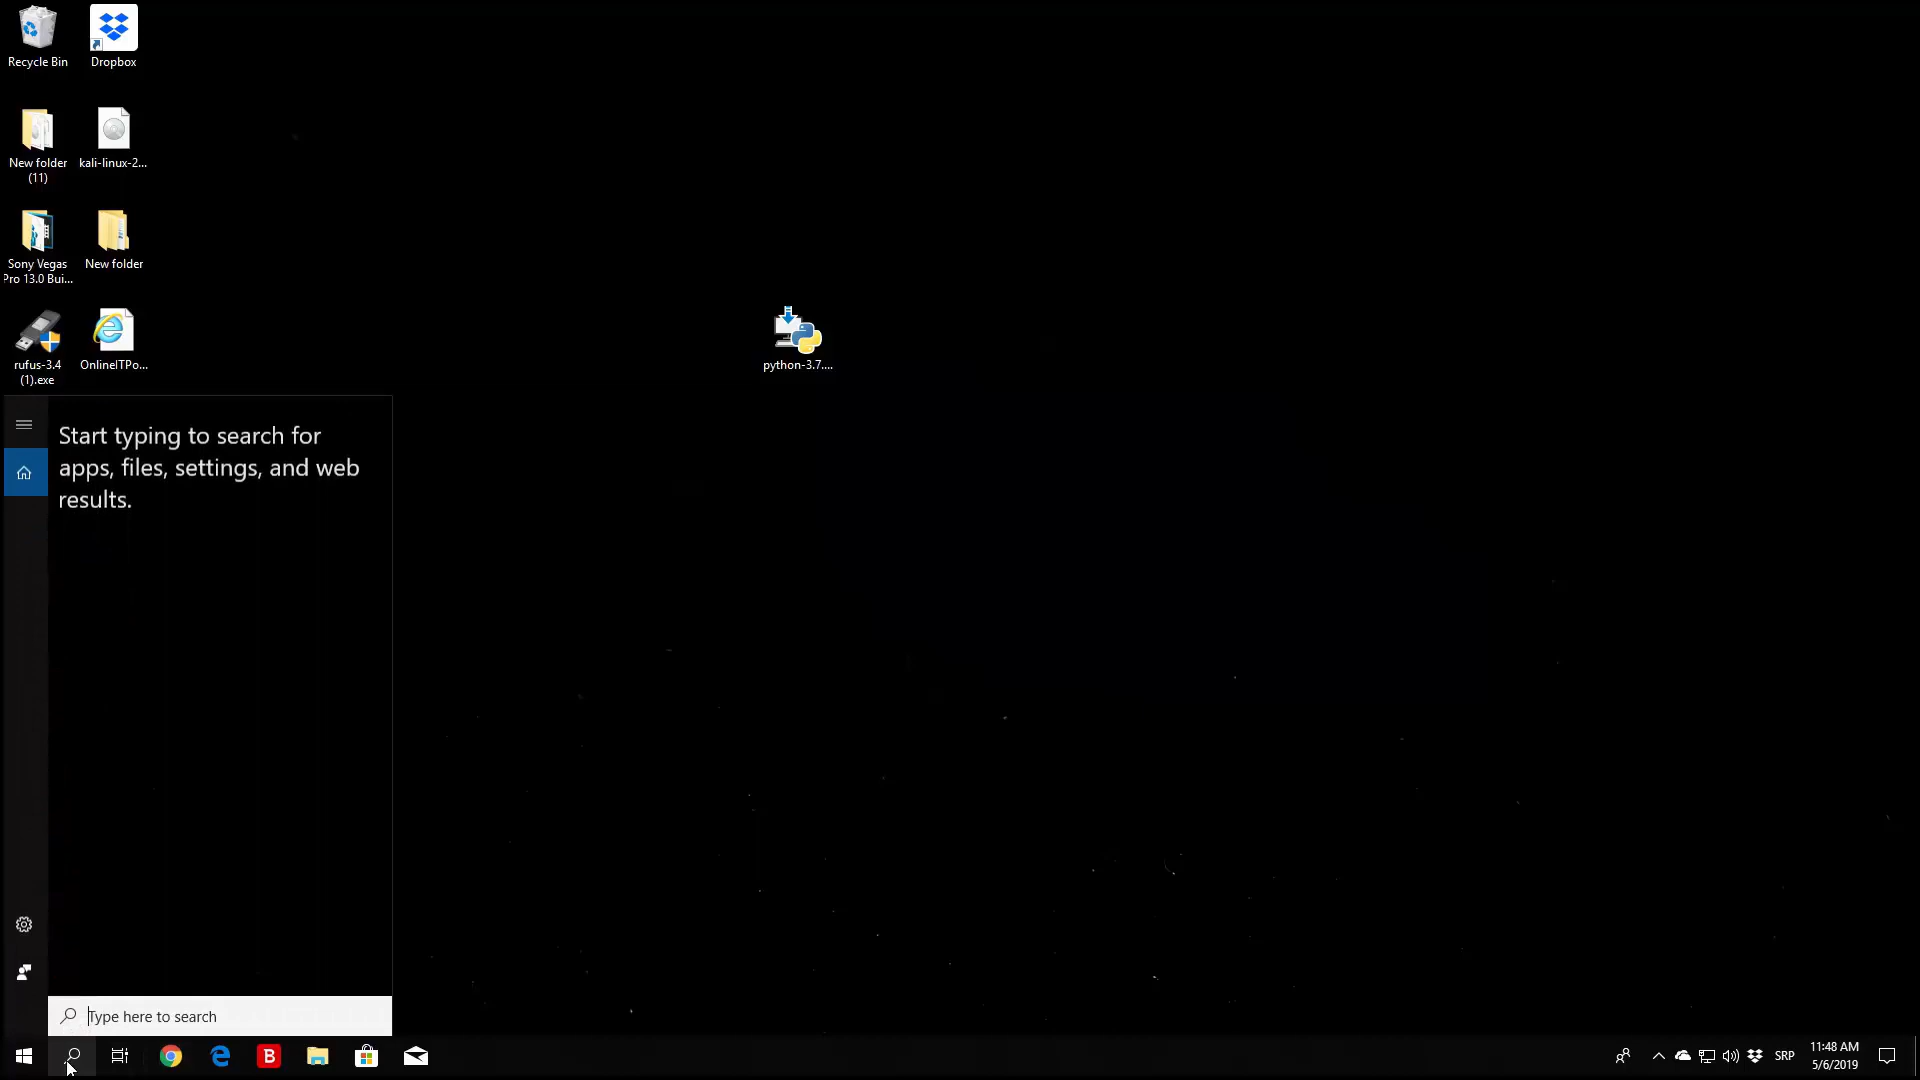 Recycle Bin
Dropbox
New folder
(11)
kali-linux-2...
Sony Vegas
Pro 13.0 Bui...
New folder
rufus-3.4
(1).exe
OnlineITPo...
python-3.7....
Start typing to search for
apps, files, settings, and web
results.
Type here to search
B
SRP
11:48 AM
5/6/2019